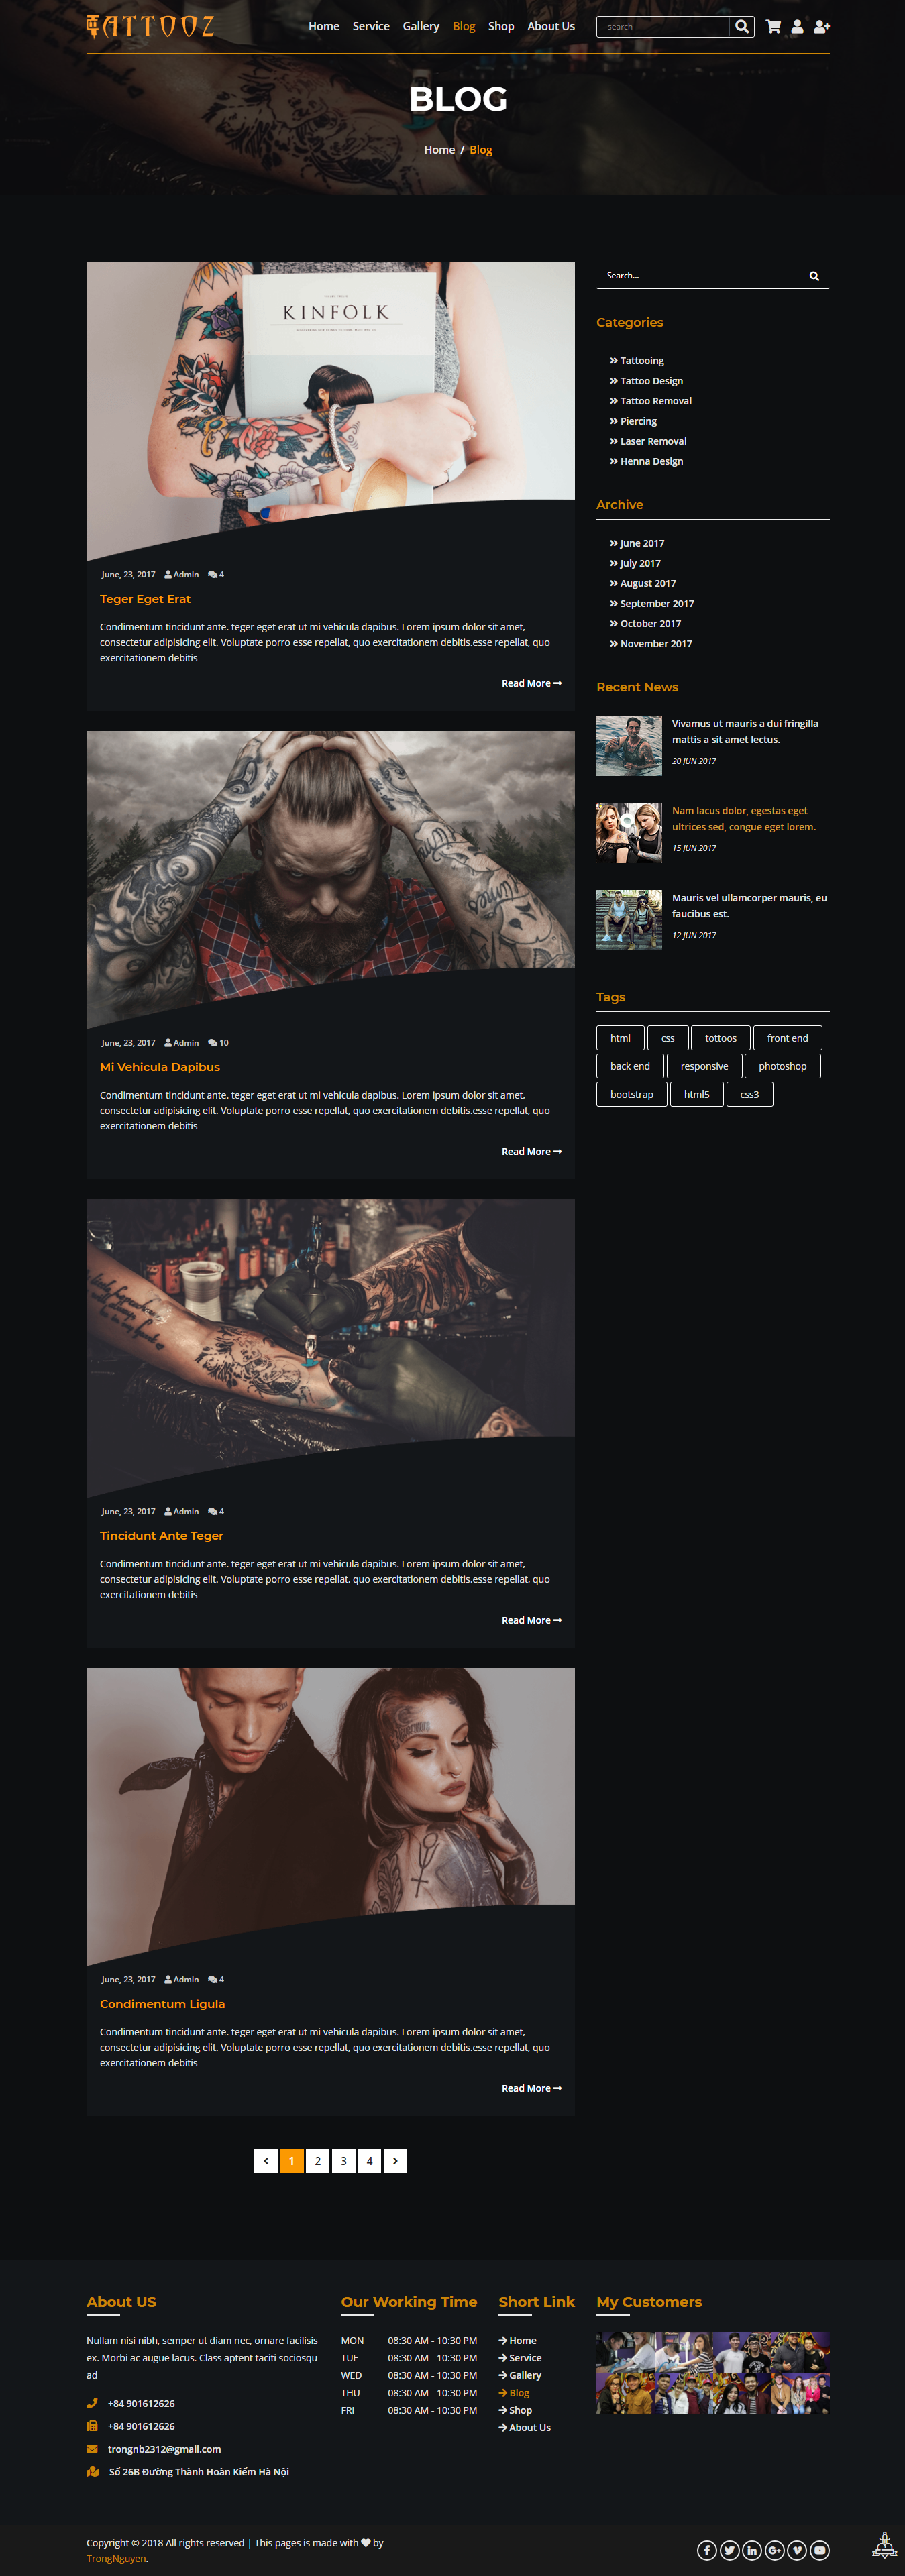 TATTOOZ
Home Service Gallery Blog Shop About Us
search
BLOG
Home / Blog
KINFOLK
June, 23, 2017 Admin 4
Teger Eget Erat
Condimentum tincidunt ante. teger eget erat ut mi vehicula dapibus. Lorem ipsum dolor sit amet,
consectetur adipisicing elit. Voluptate porro esse repellat, quo exercitationem debitis.esse repellat, quo
exercitationem debitis
Read More
June, 23, 2017 Admin 10
Mi Vehicula Dapibus
Condimentum tincidunt ante. teger eget erat ut mi vehicula dapibus. Lorem ipsum dolor sit amet,
consectetur adipisicing elit. Voluptate porro esse repellat, quo exercitationem debitis.esse repellat, quo
exercitationem debitis
Read More
June, 23, 2017 Admin 4
Tincidunt Ante Teger
Condimentum tincidunt ante. teger eget erat ut mi vehicula dapibus. Lorem ipsum dolor sit amet,
consectetur adipisicing elit. Voluptate porro esse repellat, quo exercitationem debitis.esse repellat, quo
exercitationem debitis
Read More
June, 23, 2017 Admin 4
Condimentum Ligula
Condimentum tincidunt ante. teger eget erat ut mi vehicula dapibus. Lorem ipsum dolor sit amet,
consectetur adipisicing elit. Voluptate porro esse repellat, quo exercitationem debitis.esse repellat, quo
exercitationem debitis
Read More
1 2 3 4
Search...
Categories
Tattooing
Tattoo Design
Tattoo Removal
Piercing
Laser Removal
Henna Design
Archive
June 2017
July 2017
August 2017
September 2017
October 2017
November 2017
Recent News
Vivamus ut mauris a dui fringilla
mattis a sit amet lectus.
20 JUN 2017
Nam lacus dolor, egestas eget
ultrices sed, congue eget lorem.
15 JUN 2017
Mauris vel ullamcorper mauris, eu
faucibus est.
12 JUN 2017
Tags
html css tottoos front end
back end responsive photoshop
bootstrap html5 css3
About US
Nullam nisi nibh, semper ut diam nec, ornare facilisis
ex. Morbi ac augue lacus. Class aptent taciti sociosqu
ad
+84 901612626
+84 901612626
trongnb2312@gmail.com
Số 26B Đường Thành Hoàn Kiếm Hà Nội
Our Working Time
MON 08:30 AM - 10:30 PM
TUE 08:30 AM - 10:30 PM
WED 08:30 AM - 10:30 PM
THU 08:30 AM - 10:30 PM
FRI 08:30 AM - 10:30 PM
Short Link
Home
Service
Gallery
Blog
Shop
About Us
My Customers
Copyright © 2018 All rights reserved | This pages is made with by
TrongNguyen.